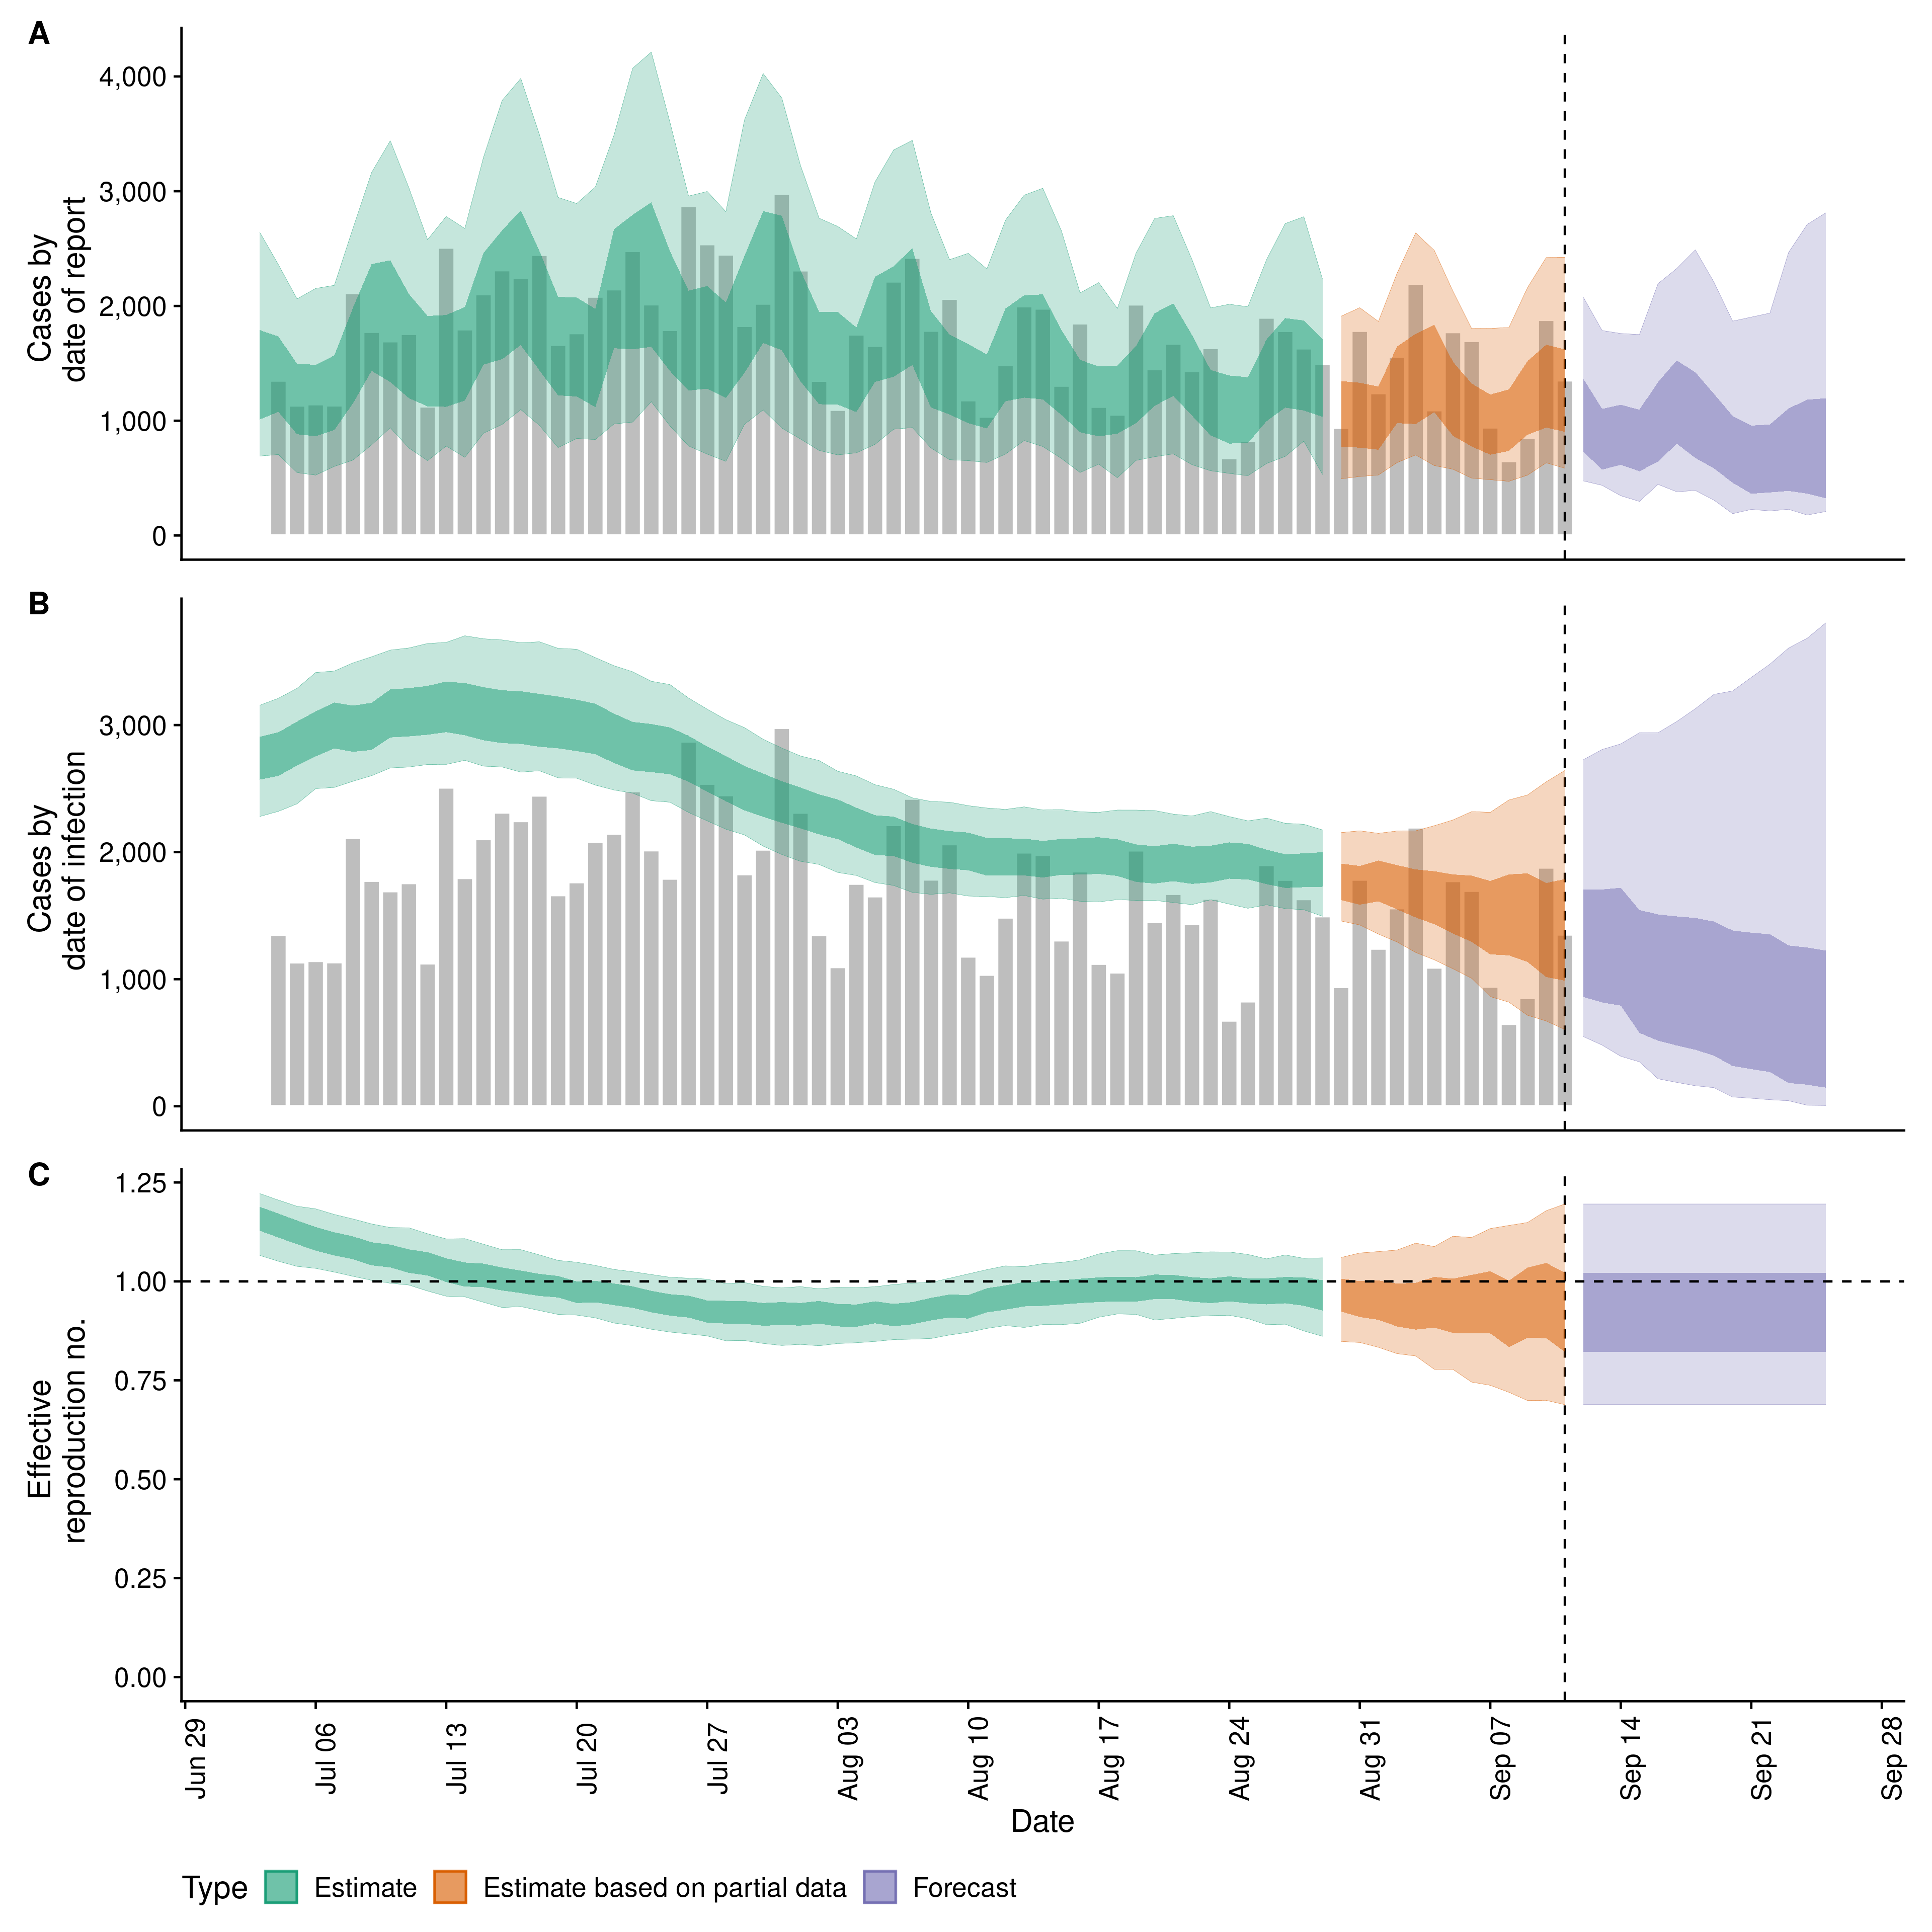 A
Cases by
date of report
4,000
3,000
2,000
1,000
0
B
Cases by
date of infection
3,000
2,000
1,000
0
C
Effective
reproduction no.
1.25
1.00
0.75
0.50
0.25
0.00
Jun 29
Jul 06
Jul 13
Jul 20
Jul 27
Aug 03
Aug 10
Aug 17
Aug 24
Aug 31
Sep 07
Sep 14
Sep 21
Sep 28
Date
Type Estimate Estimate based on partial data Forecast